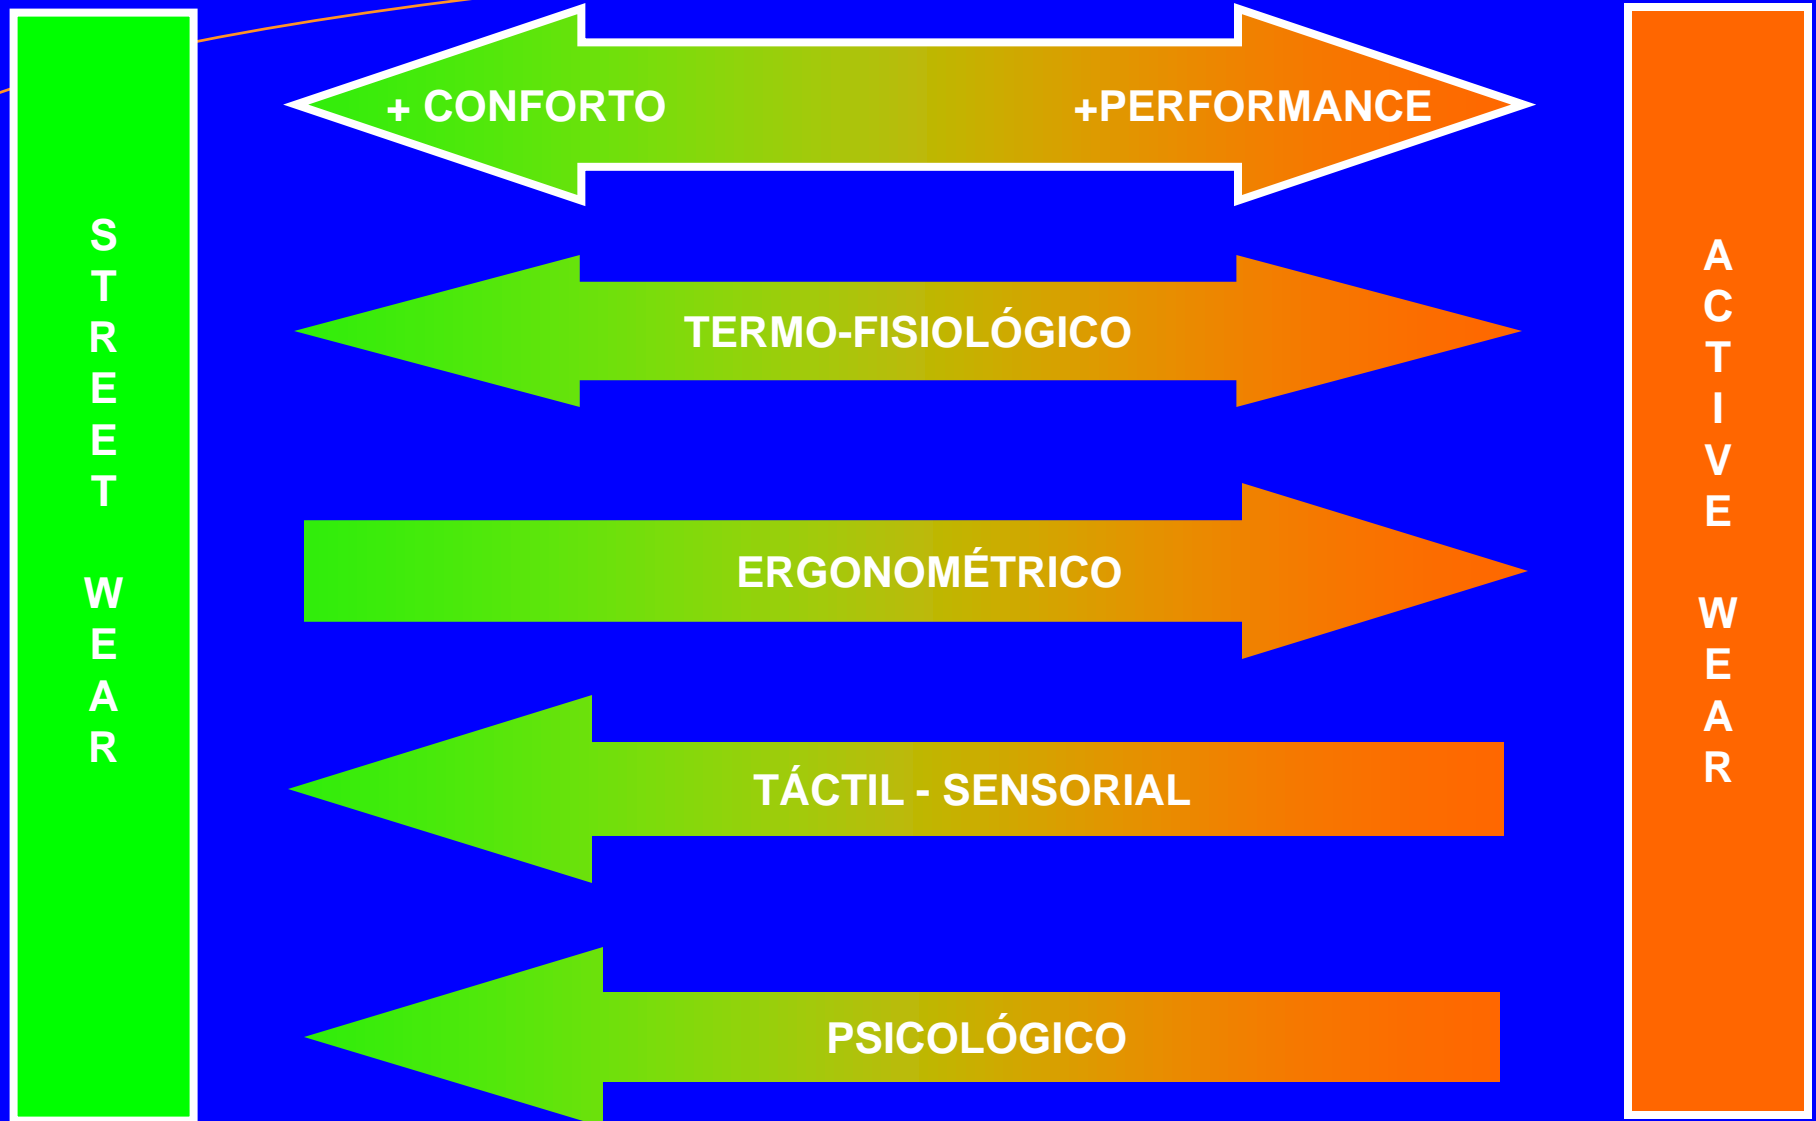 STREET WEAR
+ CONFORTO
+PERFORMANCE
TERMO-FISIOLÓGICO
ERGONOMÉTRICO
TÁCTIL - SENSORIAL
PSICOLÓGICO
ACTIVE WEAR